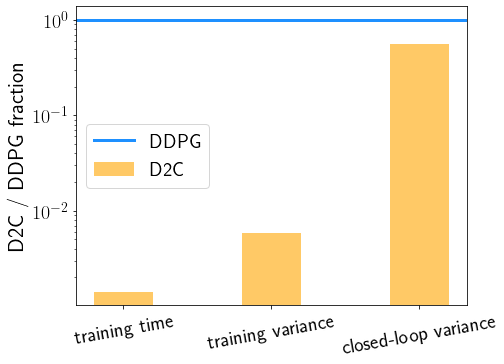 D2C / DDPG fraction
10^0
10^-1
10^-2
DDPG
D2C
training time
training variance
closed-loop variance